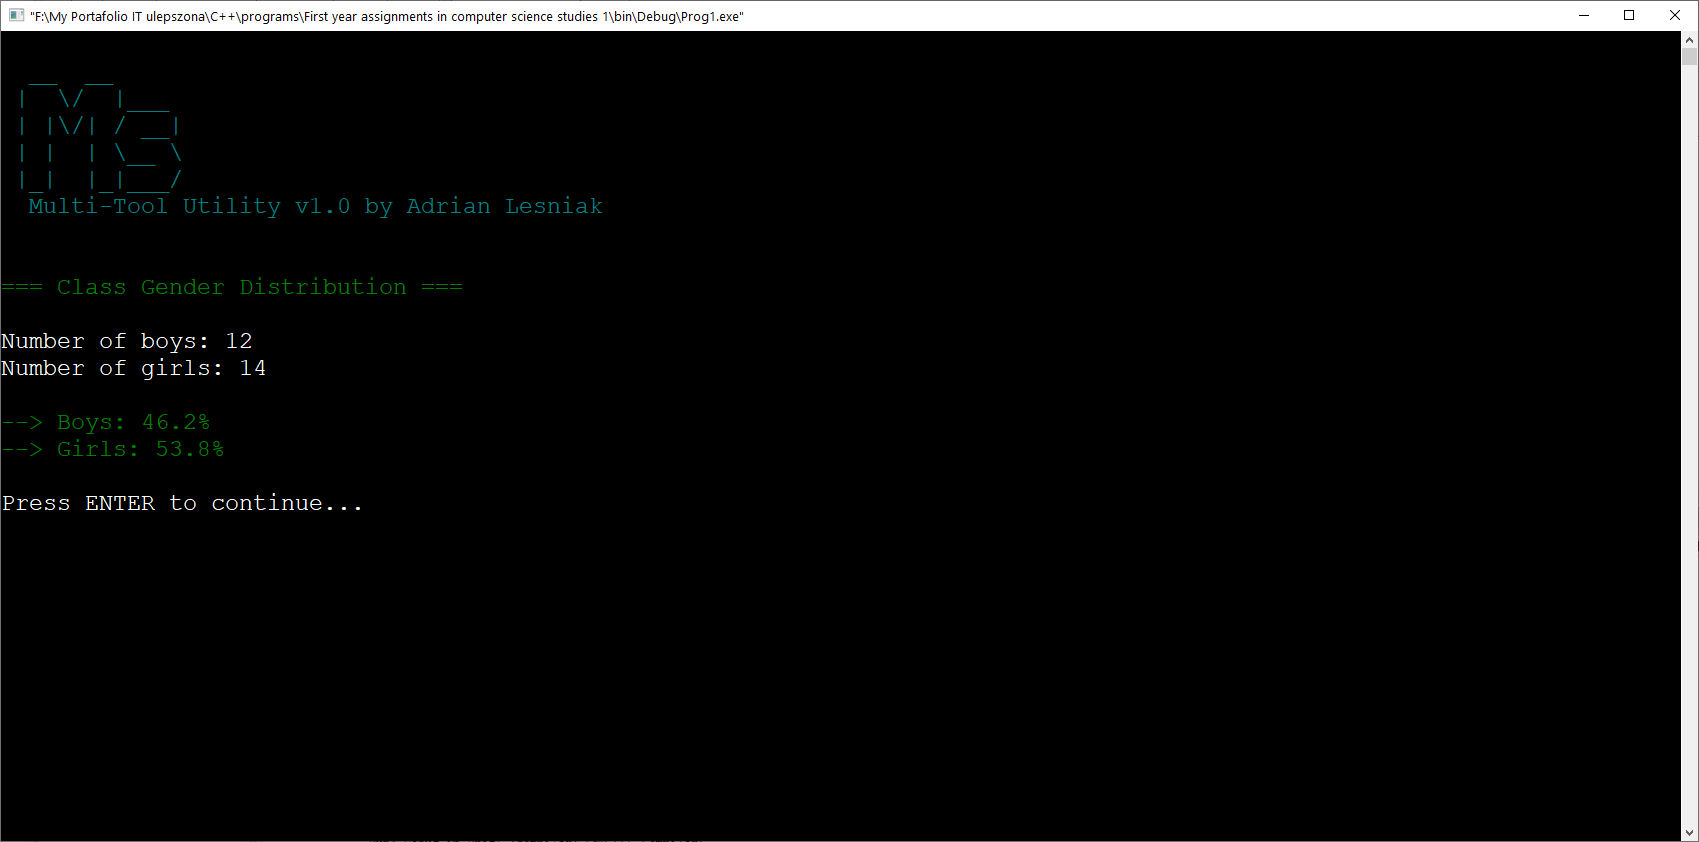 "F:\My Portafolio IT ulepszona\C++\programs\First year assignments in computer science studies 1\bin\Debug\Prog1.exe"
  __  __
 |  \/  |___
 | |\/| / __|
 | |  | \__ \
 |_|  |_|___/
  Multi-Tool Utility v1.0 by Adrian Lesniak
=== Class Gender Distribution ===
Number of boys: 12
Number of girls: 14
--> Boys: 46.2%
--> Girls: 53.8%
Press ENTER to continue...